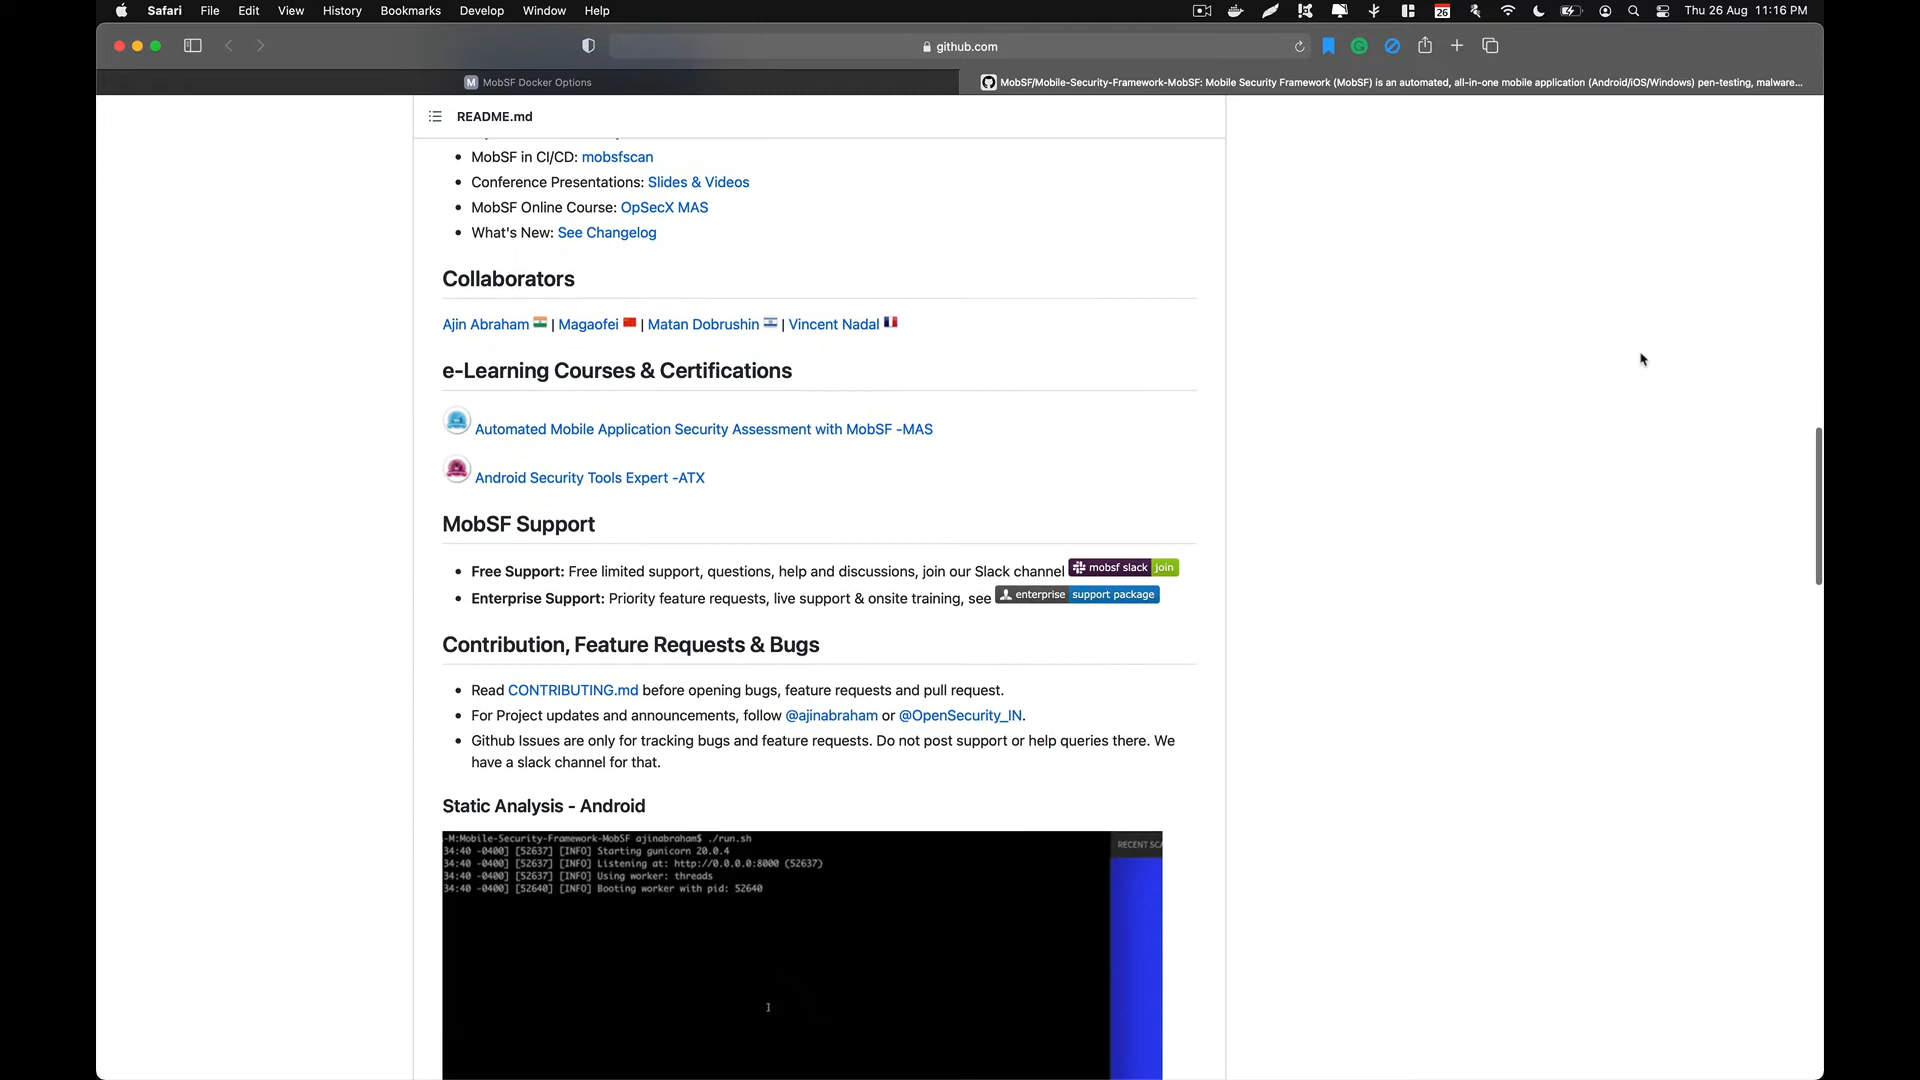 Safari File Edit View History Bookmarks Develop Window Help 26 Thu 26 Aug 11:16 PM
github.com
M MobSF Docker Options
MobSF/Mobile-Security-Framework-MobSF: Mobile Security Framework (MobSF) is an automated, all-in-one mobile application (Android/iOS/Windows) pen-testing, malware...
README.md
• MobSF in CI/CD: mobsfscan
• Conference Presentations: Slides & Videos
• MobSF Online Course: OpSecX MAS
• What's New: See Changelog
Collaborators
Ajin Abraham | Magaofei | Matan Dobrushin | Vincent Nadal
e-Learning Courses & Certifications
Automated Mobile Application Security Assessment with MobSF -MAS
Android Security Tools Expert -ATX
MobSF Support
• Free Support: Free limited support, questions, help and discussions, join our Slack channel mobsf slack join
• Enterprise Support: Priority feature requests, live support & onsite training, see enterprise support package
Contribution, Feature Requests & Bugs
• Read CONTRIBUTING.md before opening bugs, feature requests and pull request.
• For Project updates and announcements, follow @ajinabraham or @OpenSecurity_IN.
• Github Issues are only for tracking bugs and feature requests. Do not post support or help queries there. We
have a slack channel for that.
Static Analysis - Android
-M:Mobile-Security-Framework-MobSF ajinabraham$ ./run.sh
34:40 -0400] [52637] [INFO] Starting gunicorn 20.0.4
34:40 -0400] [52637] [INFO] Listening at: http://0.0.0.0:8000 (52637)
34:40 -0400] [52637] [INFO] Using worker: threads
34:40 -0400] [52640] [INFO] Booting worker with pid: 52640
RECENT SCA